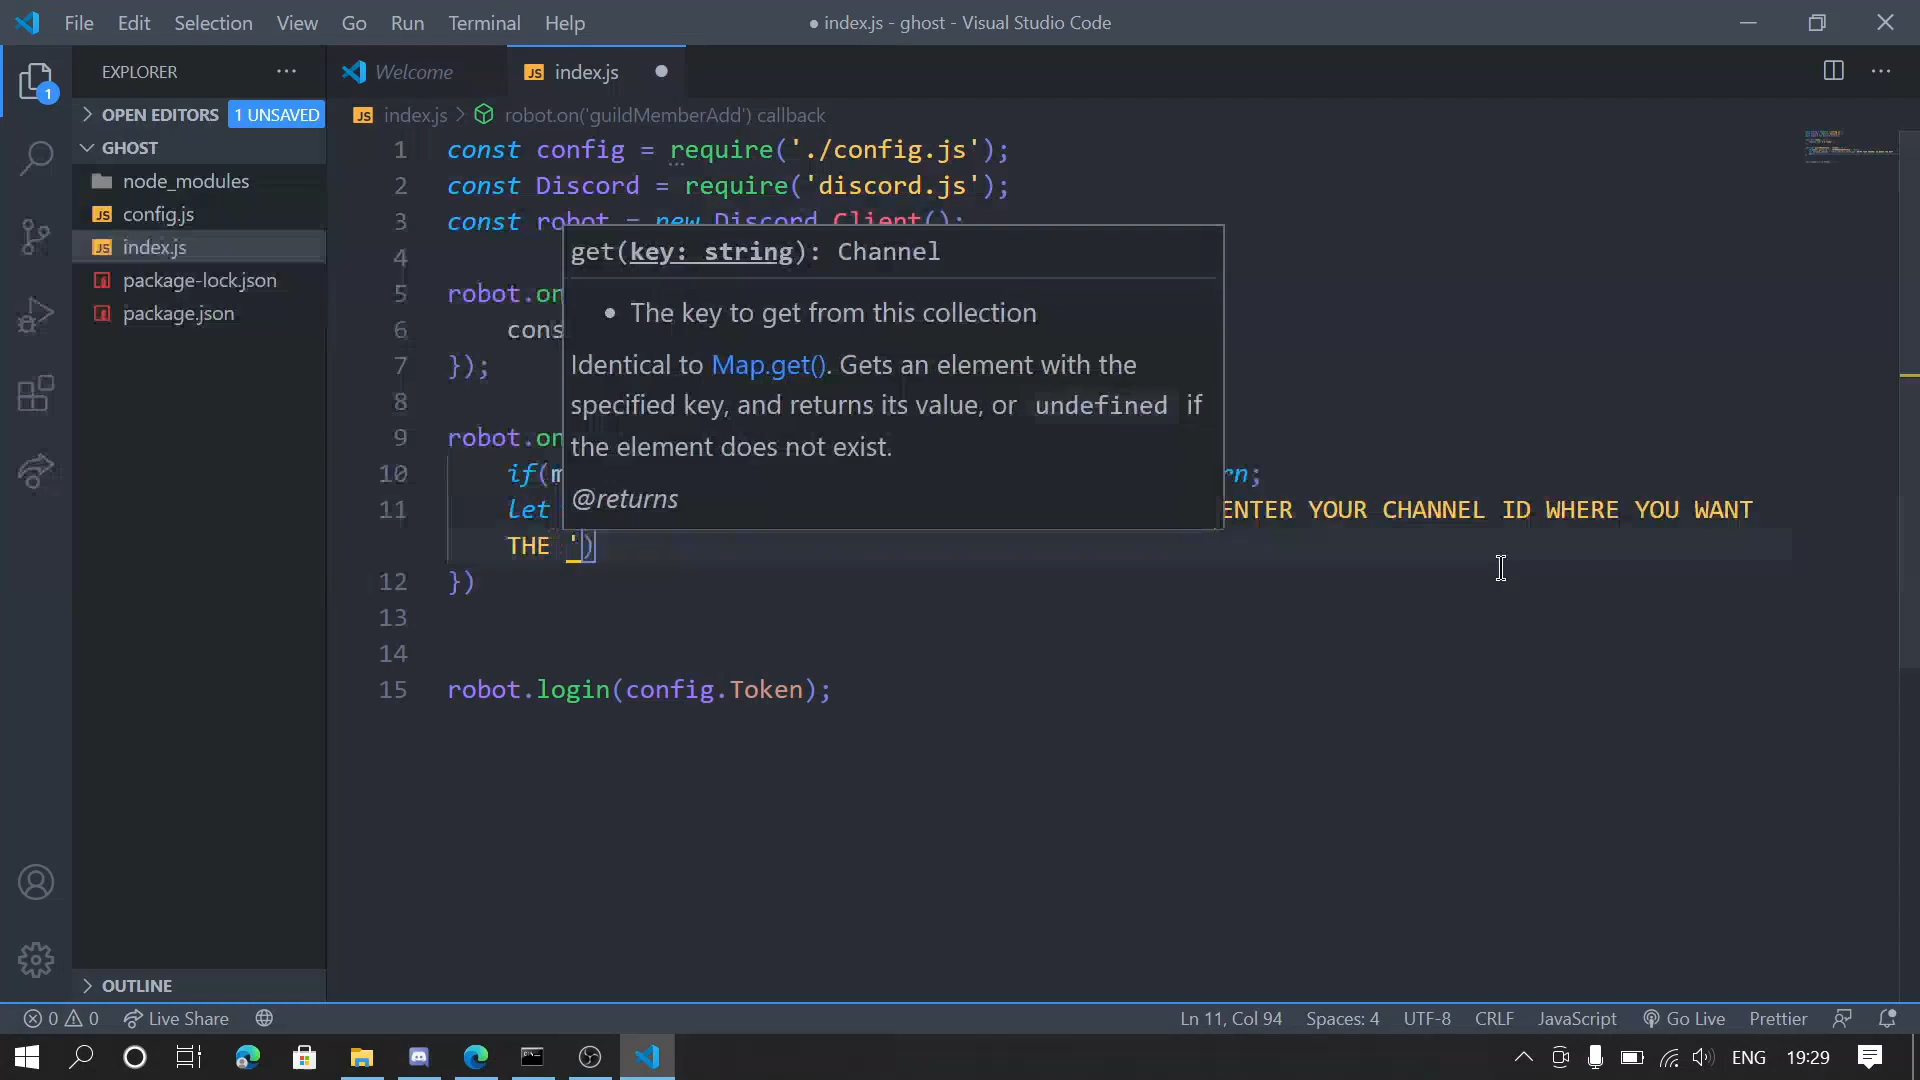 File Edit Selection View Go Run Terminal Help ● index.js - ghost - Visual Studio Code
EXPLORER ··· Welcome JS index.js ●
1
OPEN EDITORS 1 UNSAVED
JS index.js > robot.on('guildMemberAdd') callback
GHOST
node_modules
JS config.js
JS index.js
package-lock.json
package.json
1 const config = require('./config.js');
2 const Discord = require('discord.js');
3 const robot = new Discord.Client();
4
5 robot.on
6 cons
7 });
8
9 robot.on
10 if(m rn;
11 let ENTER YOUR CHANNEL ID WHERE YOU WANT
THE ')
12 })
13
14
15 robot.login(config.Token);
get(key: string): Channel
• The key to get from this collection
Identical to Map.get(). Gets an element with the
specified key, and returns its value, or undefined if
the element does not exist.
@returns
OUTLINE
0 0 Live Share Ln 11, Col 94 Spaces: 4 UTF-8 CRLF JavaScript Go Live Prettier
ENG 19:29